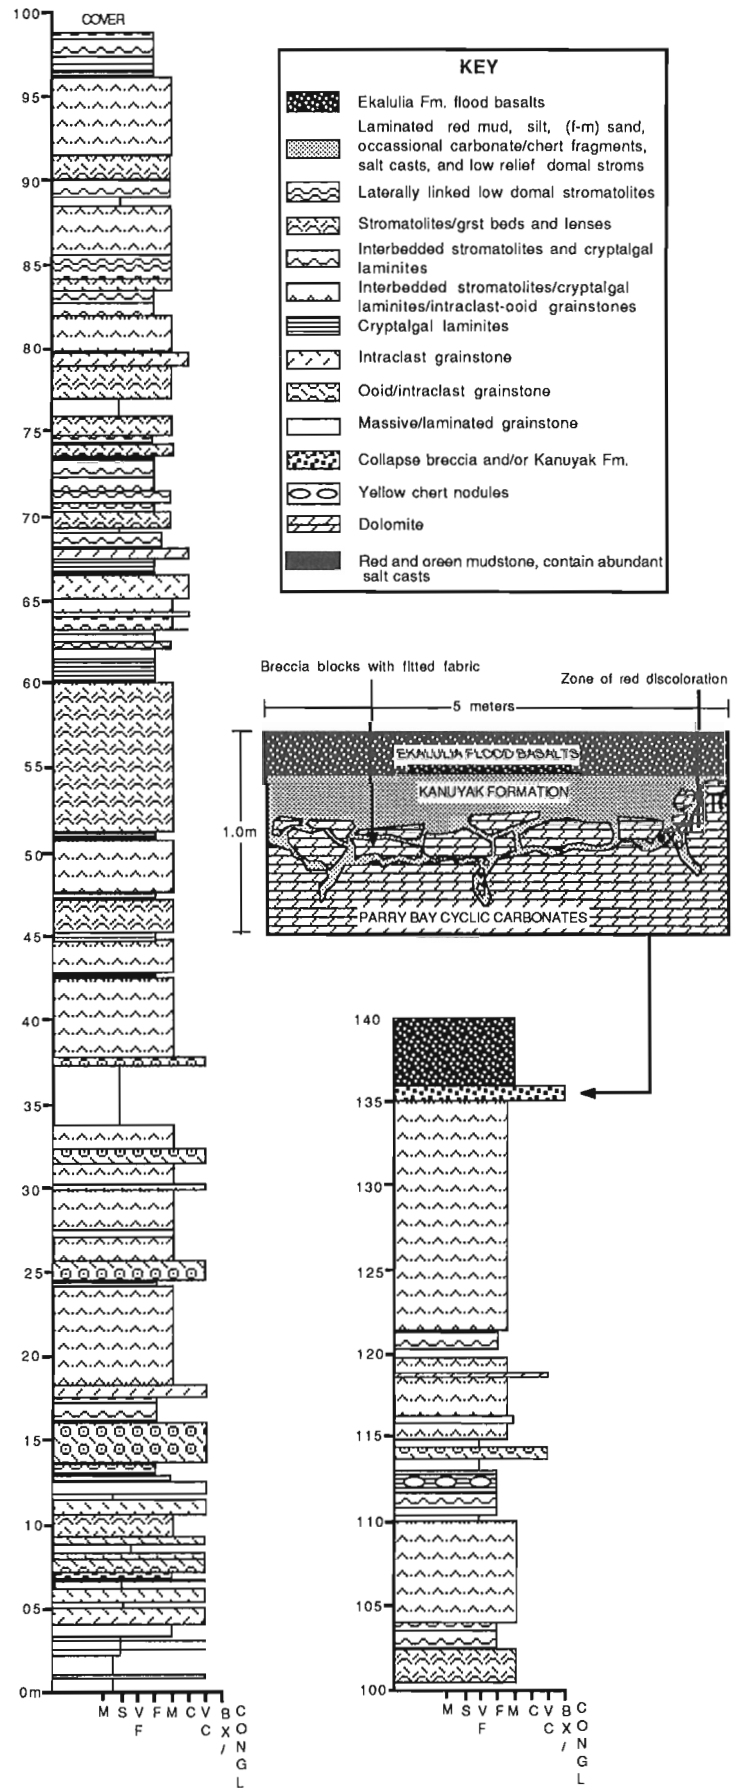 100
COVER
95
90
85
80
75
70
65
60
55
50
45
40
35
30
25
20
15
10
05
0m
M S V F F M C V C B X / C O N G L
KEY
Ekalulia Fm. flood basalts
Laminated red mud, silt, (f-m) sand,
occassional carbonate/chert fragments,
salt casts, and low relief domal stroms
Laterally linked low domal stromatolites
Stromatolites/grst beds and lenses
Interbedded stromatolites and cryptalgal
laminites
Interbedded stromatolites/cryptalgal
laminites/intraclast-ooid grainstones
Cryptalgal laminites
Intraclast grainstone
Ooid/intraclast grainstone
Massive/laminated grainstone
Collapse breccia and/or Kanuyak Fm.
Yellow chert nodules
Dolomite
Red and oreen mudstone, contain abundant
salt casts
Breccia blocks with fitted fabric
Zone of red discoloration
5 meters
1.0m
EKALULIA FLOOD BASALTS
KANUYAK FORMATION
PARRY BAY CYCLIC CARBONATES
140
135
130
125
120
115
110
105
100
M S V F F M C V C B X / C O N G L